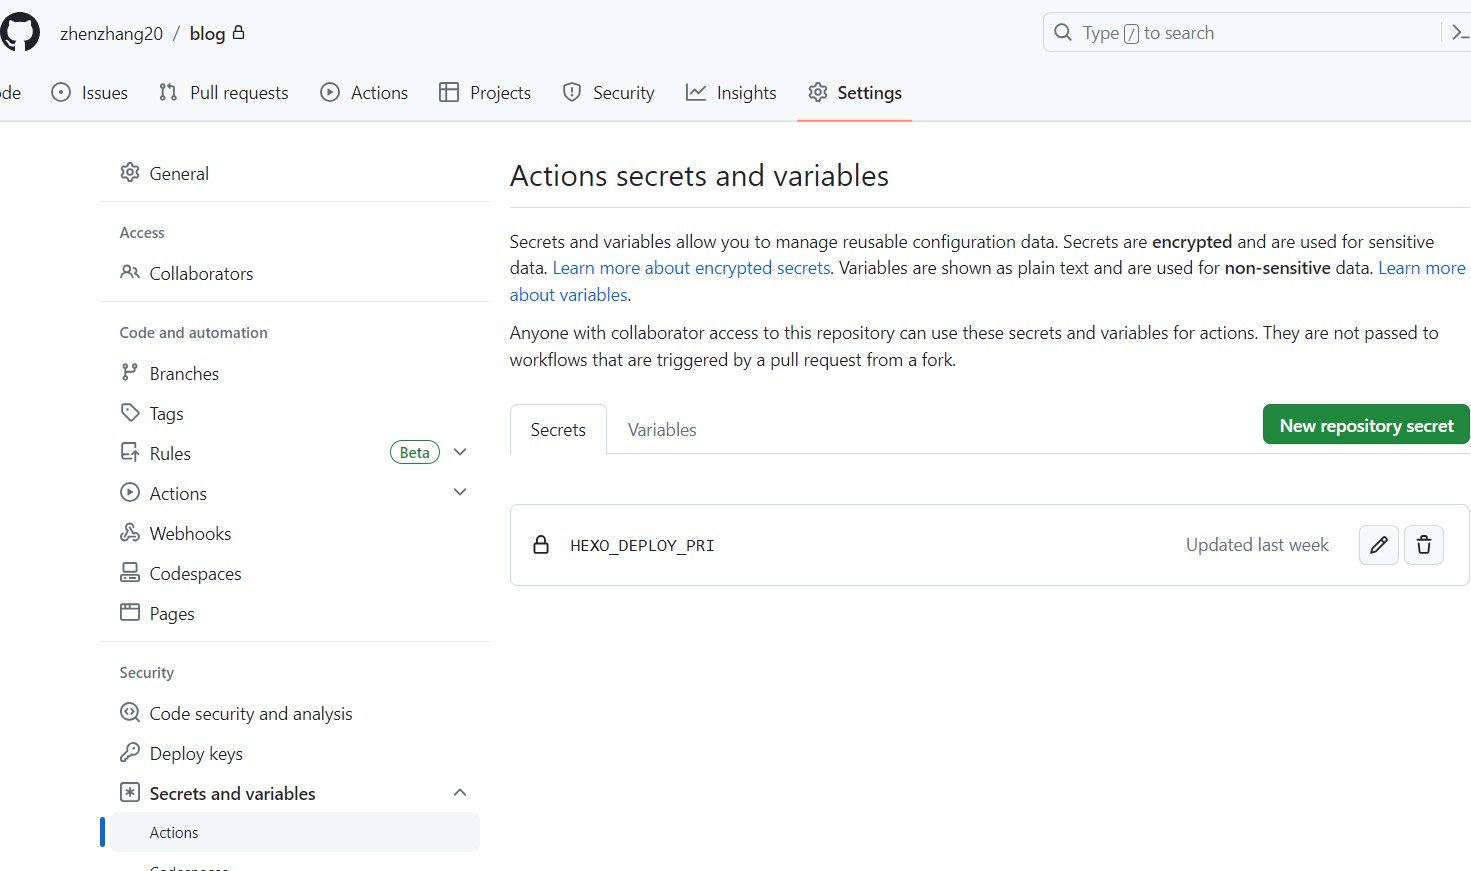 zhenzhang20 / blog
Type / to search
de
Issues
Pull requests
Actions
Projects
Security
Insights
Settings
General
Access
Collaborators
Code and automation
Branches
Tags
Rules
Beta
Actions
Webhooks
Codespaces
Pages
Security
Code security and analysis
Deploy keys
Secrets and variables
Actions
Actions secrets and variables
Secrets and variables allow you to manage reusable configuration data. Secrets are encrypted and are used for sensitive
data. Learn more about encrypted secrets. Variables are shown as plain text and are used for non-sensitive data. Learn more
about variables.
Anyone with collaborator access to this repository can use these secrets and variables for actions. They are not passed to
workflows that are triggered by a pull request from a fork.
Secrets
Variables
New repository secret
HEXO_DEPLOY_PRI
Updated last week